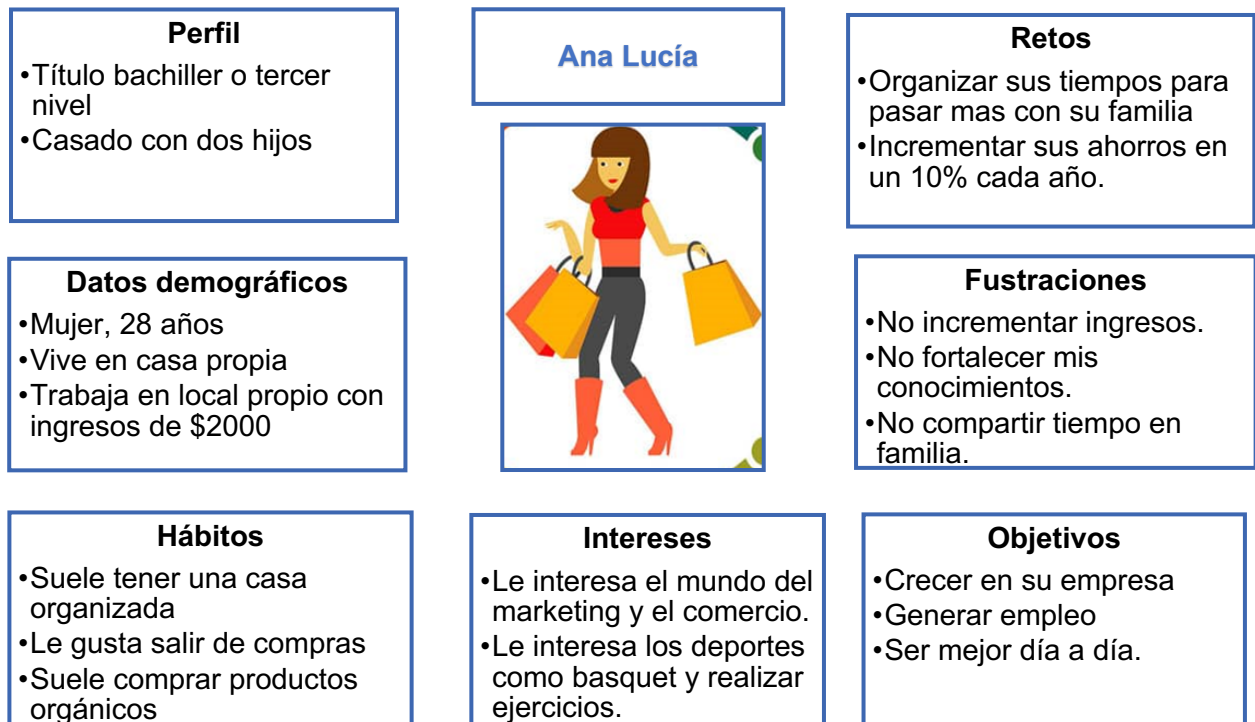 Perfil
•Título bachiller o tercer
nivel
•Casado con dos hijos
Ana Lucía
Retos
•Organizar sus tiempos para
pasar mas con su familia
•Incrementar sus ahorros en
un 10% cada año.
Datos demográficos
•Mujer, 28 años
•Vive en casa propia
•Trabaja en local propio con
ingresos de $2000
Fustraciones
•No incrementar ingresos.
•No fortalecer mis
conocimientos.
•No compartir tiempo en
familia.
Hábitos
•Suele tener una casa
organizada
•Le gusta salir de compras
•Suele comprar productos
orgánicos
Intereses
•Le interesa el mundo del
marketing y el comercio.
•Le interesa los deportes
como basquet y realizar
ejercicios.
Objetivos
•Crecer en su empresa
•Generar empleo
•Ser mejor día a día.